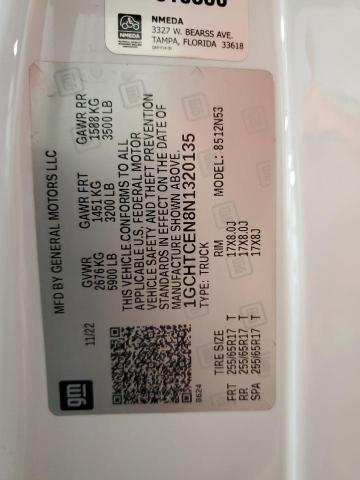 NMEDA
3327 W. BEARSS AVE.
TAMPA, FLORIDA 33618
MFD BY GENERAL MOTORS LLC
GVWR GAWR FRT GAWR RR
2676 KG 1451 KG 1588 KG
5900 LB 3200 LB 3500 LB
THIS VEHICLE CONFORMS TO ALL
APPLICABLE U.S. FEDERAL MOTOR
VEHICLE SAFETY AND THEFT PREVENTION
STANDARDS IN EFFECT ON THE DATE OF
MANUFACTURE SHOWN ABOVE.
1GCHTCEN8N1320135
TYPE: TRUCK MODEL: 8512N53
TIRE SIZE RIM
FRT 255/65R17 T 17X8.0J
RR 255/65R17 T 17X8.0J
SPA 255/65R17 T 17X8J
11/22
gm
8624